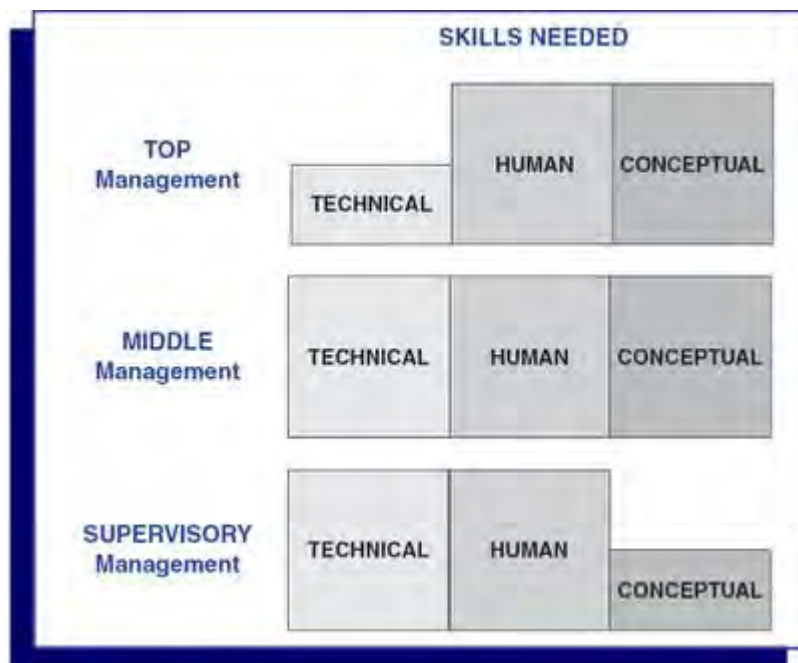 SKILLS NEEDED
TOP
Management
TECHNICAL
HUMAN
CONCEPTUAL
MIDDLE
Management
TECHNICAL
HUMAN
CONCEPTUAL
SUPERVISORY
Management
TECHNICAL
HUMAN
CONCEPTUAL